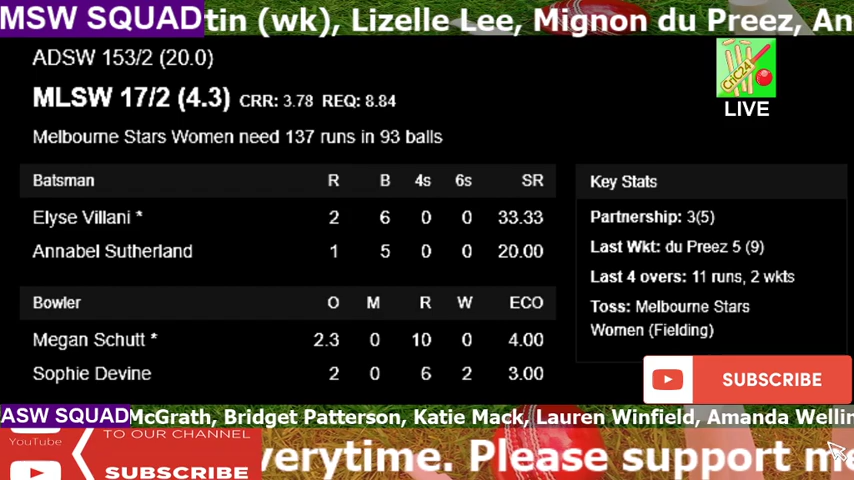 MSW SQUAD tin (wk), Lizelle Lee, Mignon du Preez, An
ADSW 153/2 (20.0)
MLSW 17/2 (4.3) CRR: 3.78 REQ: 8.84
Melbourne Stars Women need 137 runs in 93 balls
CriC24
LIVE
Batsman R B 4s 6s SR
Elyse Villani * 2 6 0 0 33.33
Annabel Sutherland 1 5 0 0 20.00
Bowler O M R W ECO
Megan Schutt * 2.3 0 10 0 4.00
Sophie Devine 2 0 6 2 3.00
Key Stats
Partnership: 3(5)
Last Wkt: du Preez 5 (9)
Last 4 overs: 11 runs, 2 wkts
Toss: Melbourne Stars
Women (Fielding)
SUBSCRIBE
ASW SQUAD McGrath, Bridget Patterson, Katie Mack, Lauren Winfield, Amanda Wellin
YouTube
TO OUR CHANNEL
SUBSCRIBE
verytime. Please support me